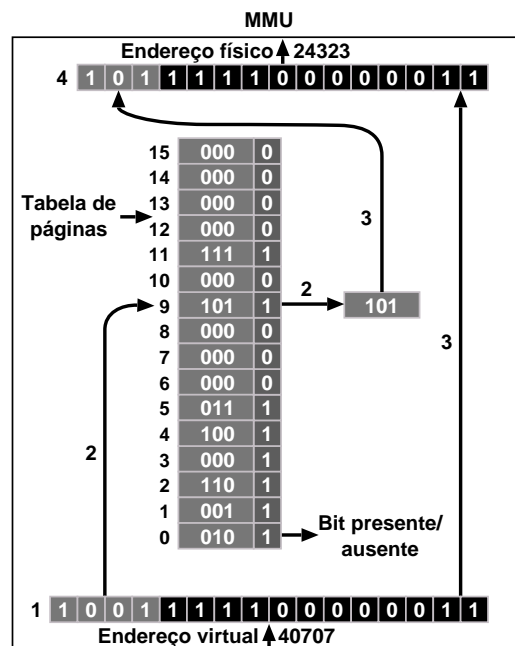 MMU
Endereço físico 24323
4 1 0 1 1 1 1 1 0 0 0 0 0 0 1 1
15 000 0
14 000 0
13 000 0
Tabela de
páginas
12 000 0
3
11 111 1
10 000 0
9 101 1
2
101
8 000 0
7 000 0
3
6 000 0
5 011 1
4 100 1
2
3 000 1
2 110 1
1 001 1
0 010 1
Bit presente/
ausente
1 1 0 0 1 1 1 1 1 0 0 0 0 0 0 1 1
Endereço virtual 40707